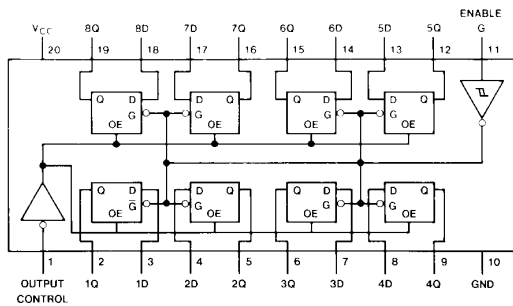 ENABLE
VCC 8Q 8D 7D 7Q 6Q 6D 5D 5Q G
20 19 18 17 16 15 14 13 12 11
Q D D Q Q D D Q
G G G G
OE OE OE OE
Q D D Q Q D D Q
G G G G
OE OE OE OE
1 2 3 4 5 6 7 8 9 10
OUTPUT CONTROL 1Q 1D 2D 2Q 3Q 3D 4D 4Q GND